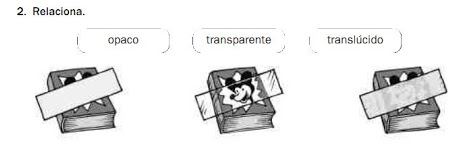 2. Relaciona.
opaco transparente translúcido